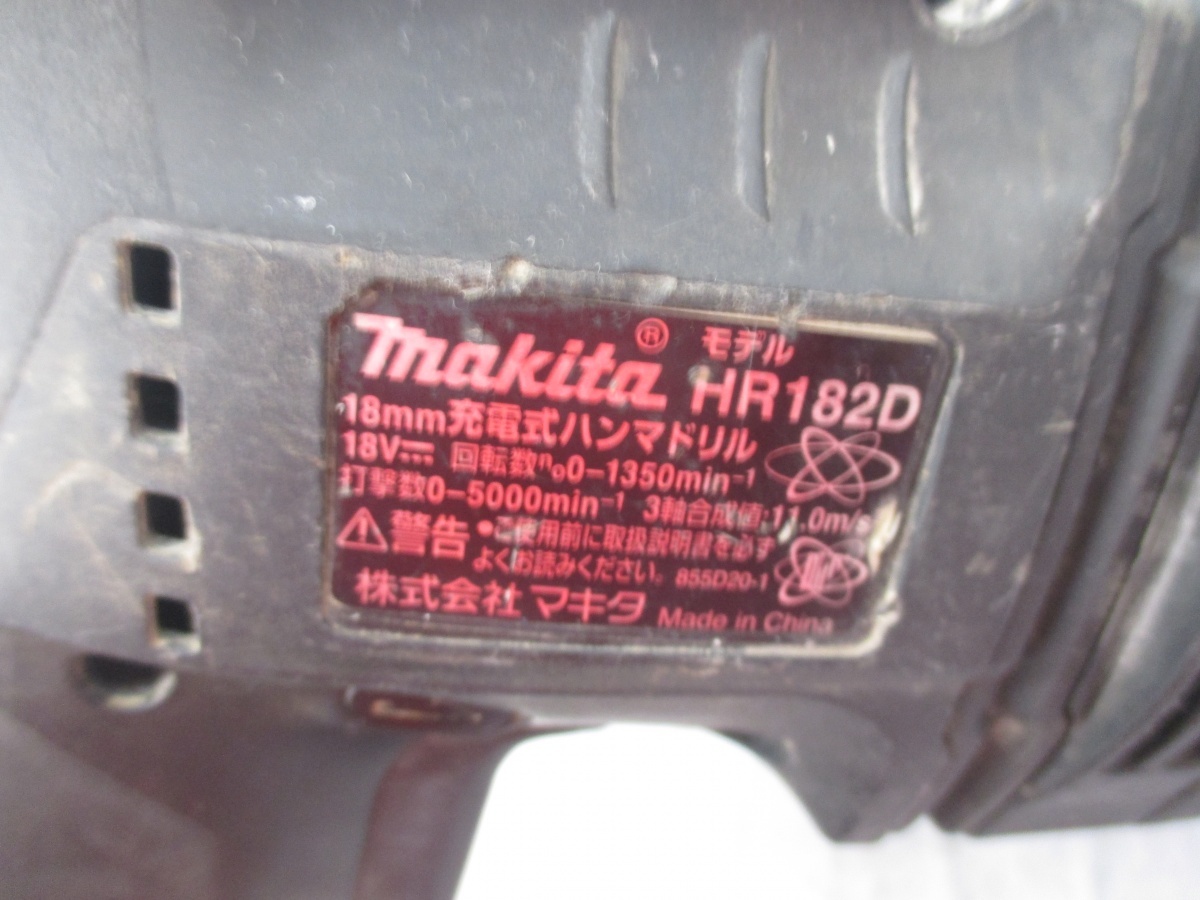 makita® モデル
HR182D
18mm充電式ハンマドリル
18V⎓ 回転数n₀0-1350min⁻¹
打撃数0-5000min⁻¹ 3軸合成値:11.0m/s
⚠警告 •ご使用前に取扱説明書を必ず
よくお読みください。 855D20-1
株式会社マキタ Made in China